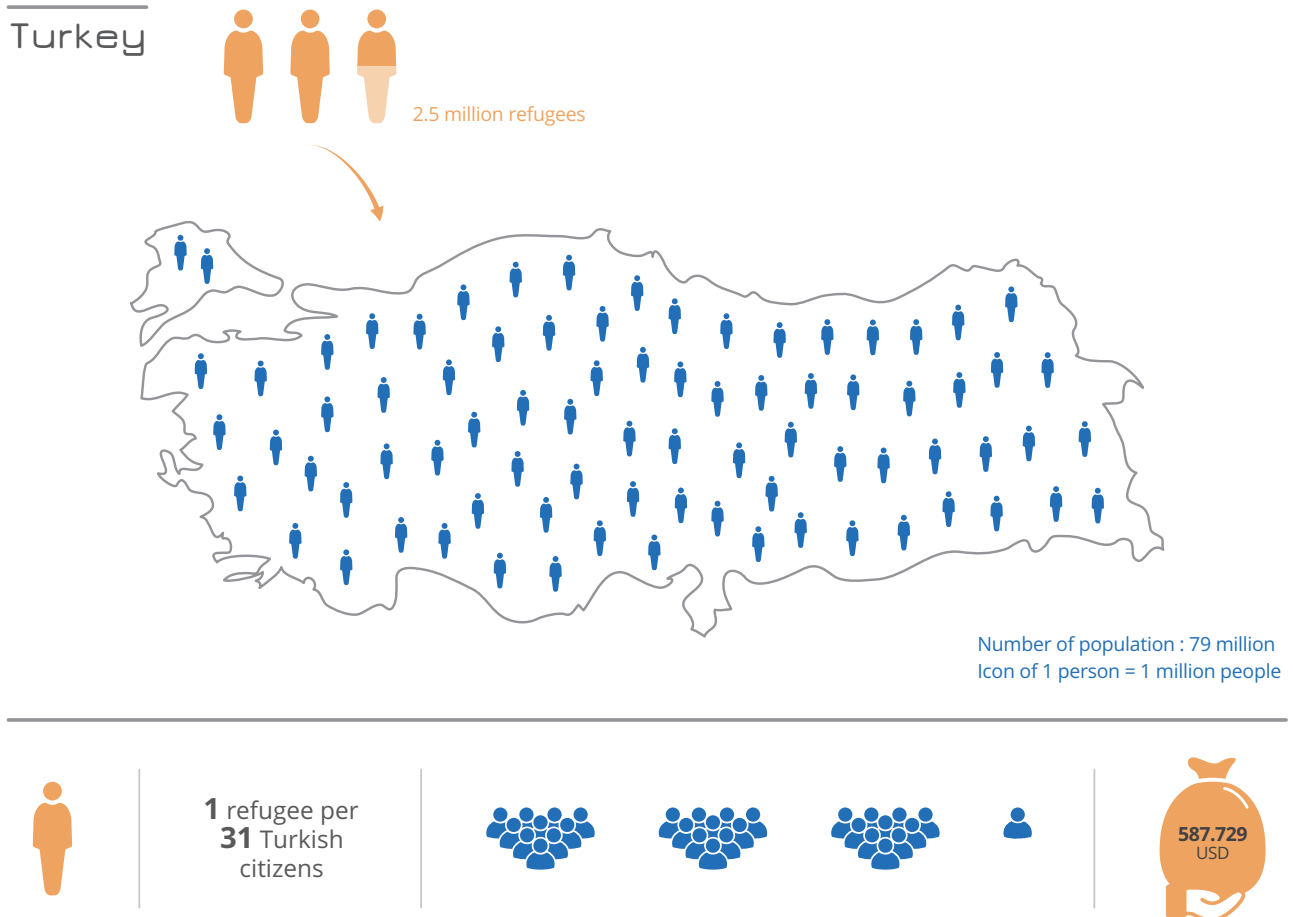 Turkey
2.5 million refugees
Number of population : 79 million
Icon of 1 person = 1 million people
1 refugee per
31 Turkish
citizens
587.729
USD